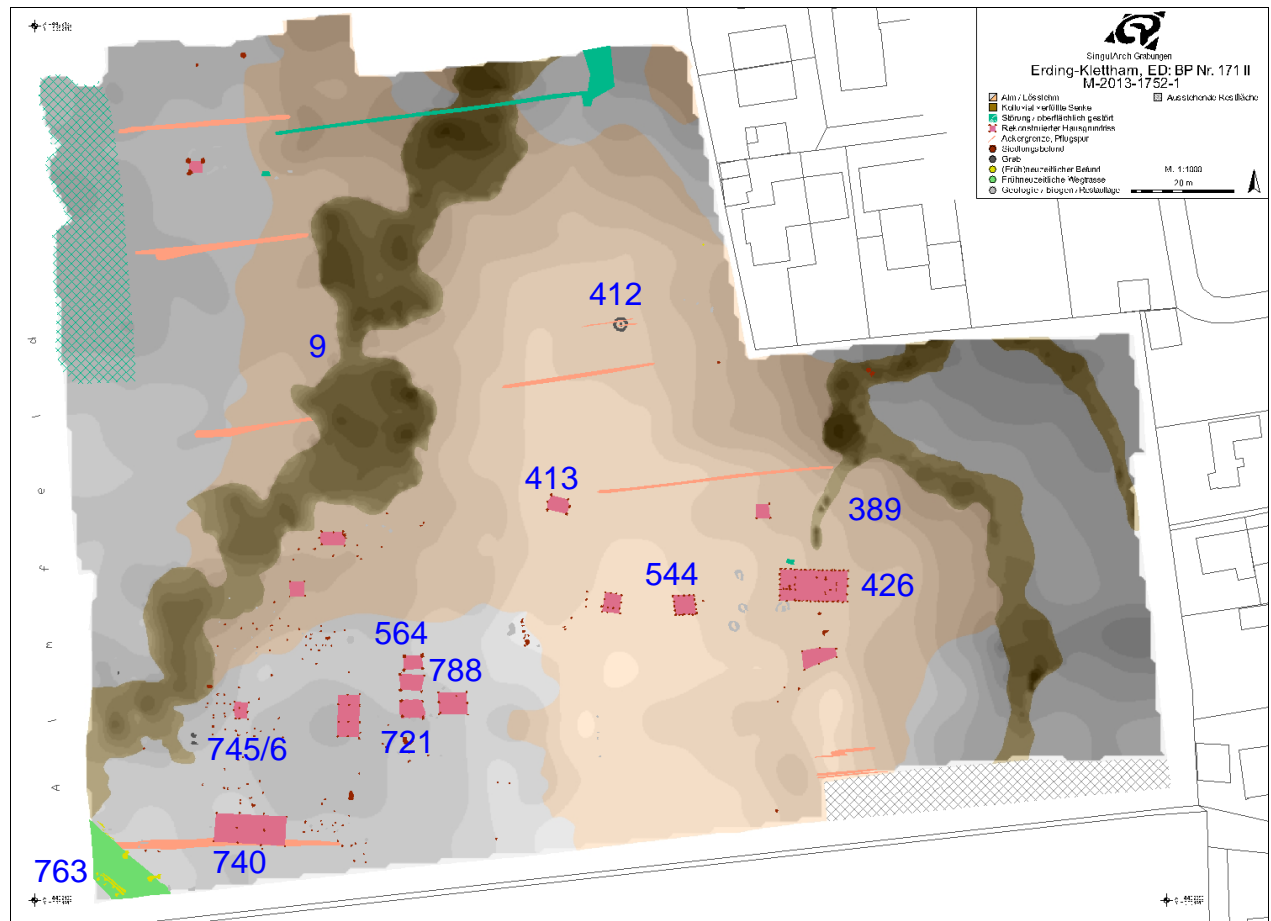 SingulArch Grabungen
Erding-Klettham, ED: BP Nr. 171 II
M-2013-1752-1
Alm / Lösslehm
Ausstehende Restfläche
Kolluvial verfüllte Senke
Störung / oberflächlich gestört
Rekonstruierter Hausgrundriss
Ackergrenze, Pflugspur
Siedlungsbefund
Grab
(Früh)neuzeitlicher Befund
M. 1:1000
Frühneuzeitliche Wegtrasse
20 m
Geologie / biogen / Restauflage
412
9
413
389
544
426
564
788
745/6
721
740
763
Almfeld